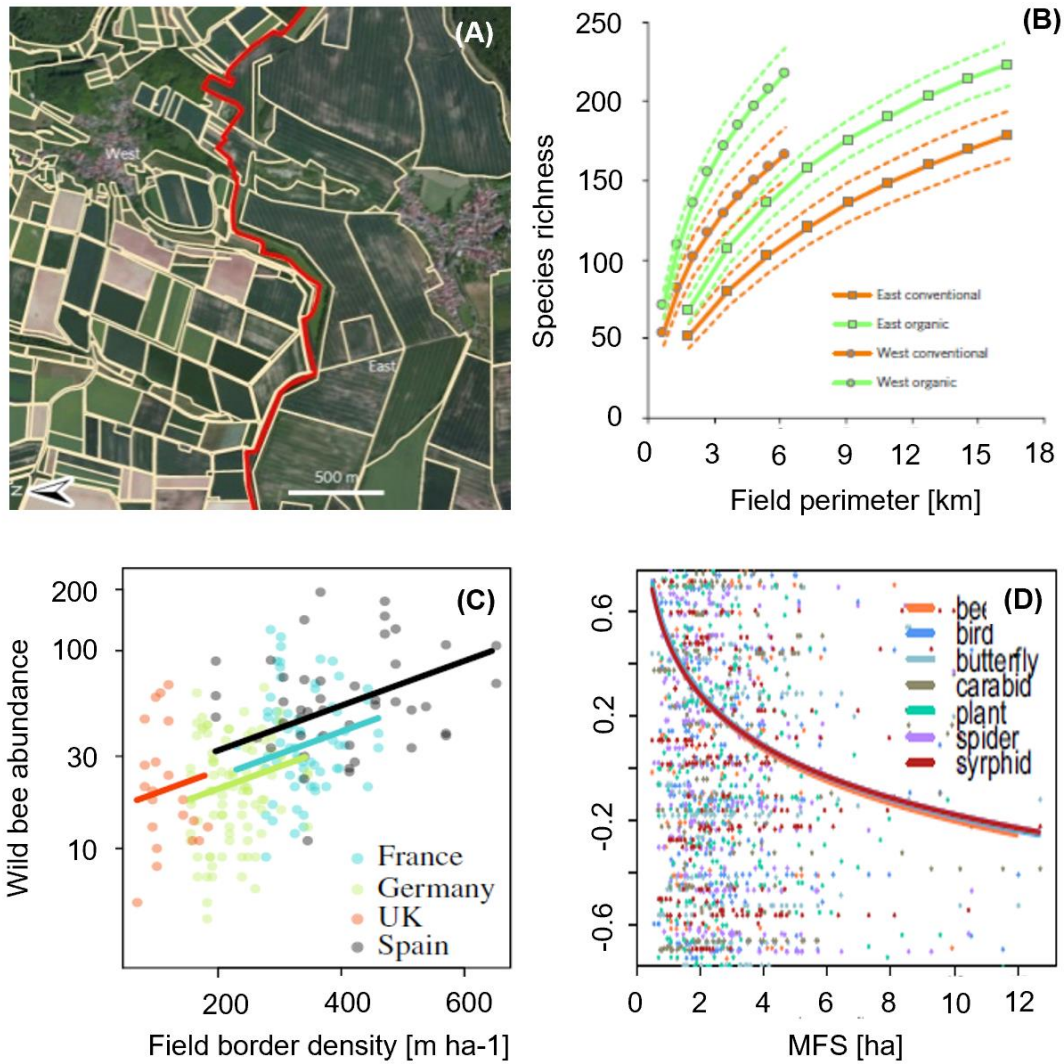 (A)
West
East
500 m
N
(B)
Species richness
250
200
150
100
50
0
East conventional
East organic
West conventional
West organic
0 3 6 9 12 15 18
Field perimeter [km]
(C)
Wild bee abundance
200
100
30
10
France
Germany
UK
Spain
200 400 600
Field border density [m ha-1]
(D)
0.6
0.2
-0.2
-0.6
bee
bird
butterfly
carabid
plant
spider
syrphid
0 2 4 6 8 10 12
MFS [ha]